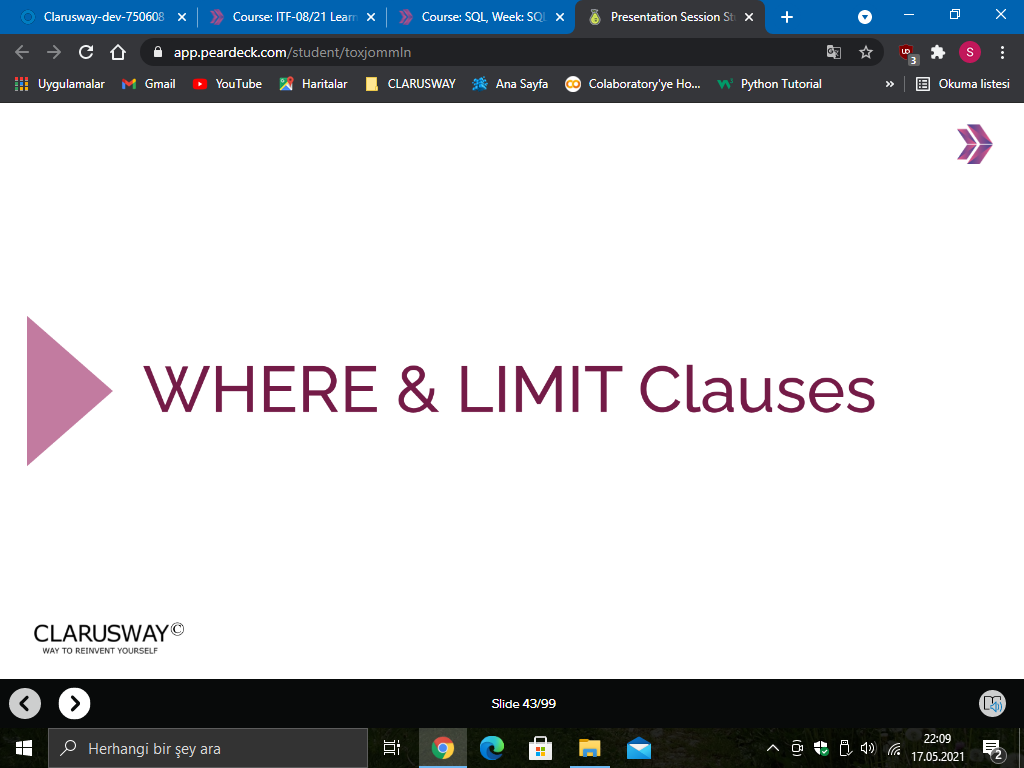 Clarusway-dev-750608
Course: ITF-08/21 Learn
Course: SQL, Week: SQL
Presentation Session St
app.peardeck.com/student/toxjommln
3
S
Uygulamalar
Gmail
YouTube
Haritalar
CLARUSWAY
Ana Sayfa
Colaboratory'ye Ho...
Python Tutorial
»
Okuma listesi
WHERE & LIMIT Clauses
CLARUSWAY©
WAY TO REINVENT YOURSELF
Slide 43/99
Herhangi bir şey ara
22:09
17.05.2021
2